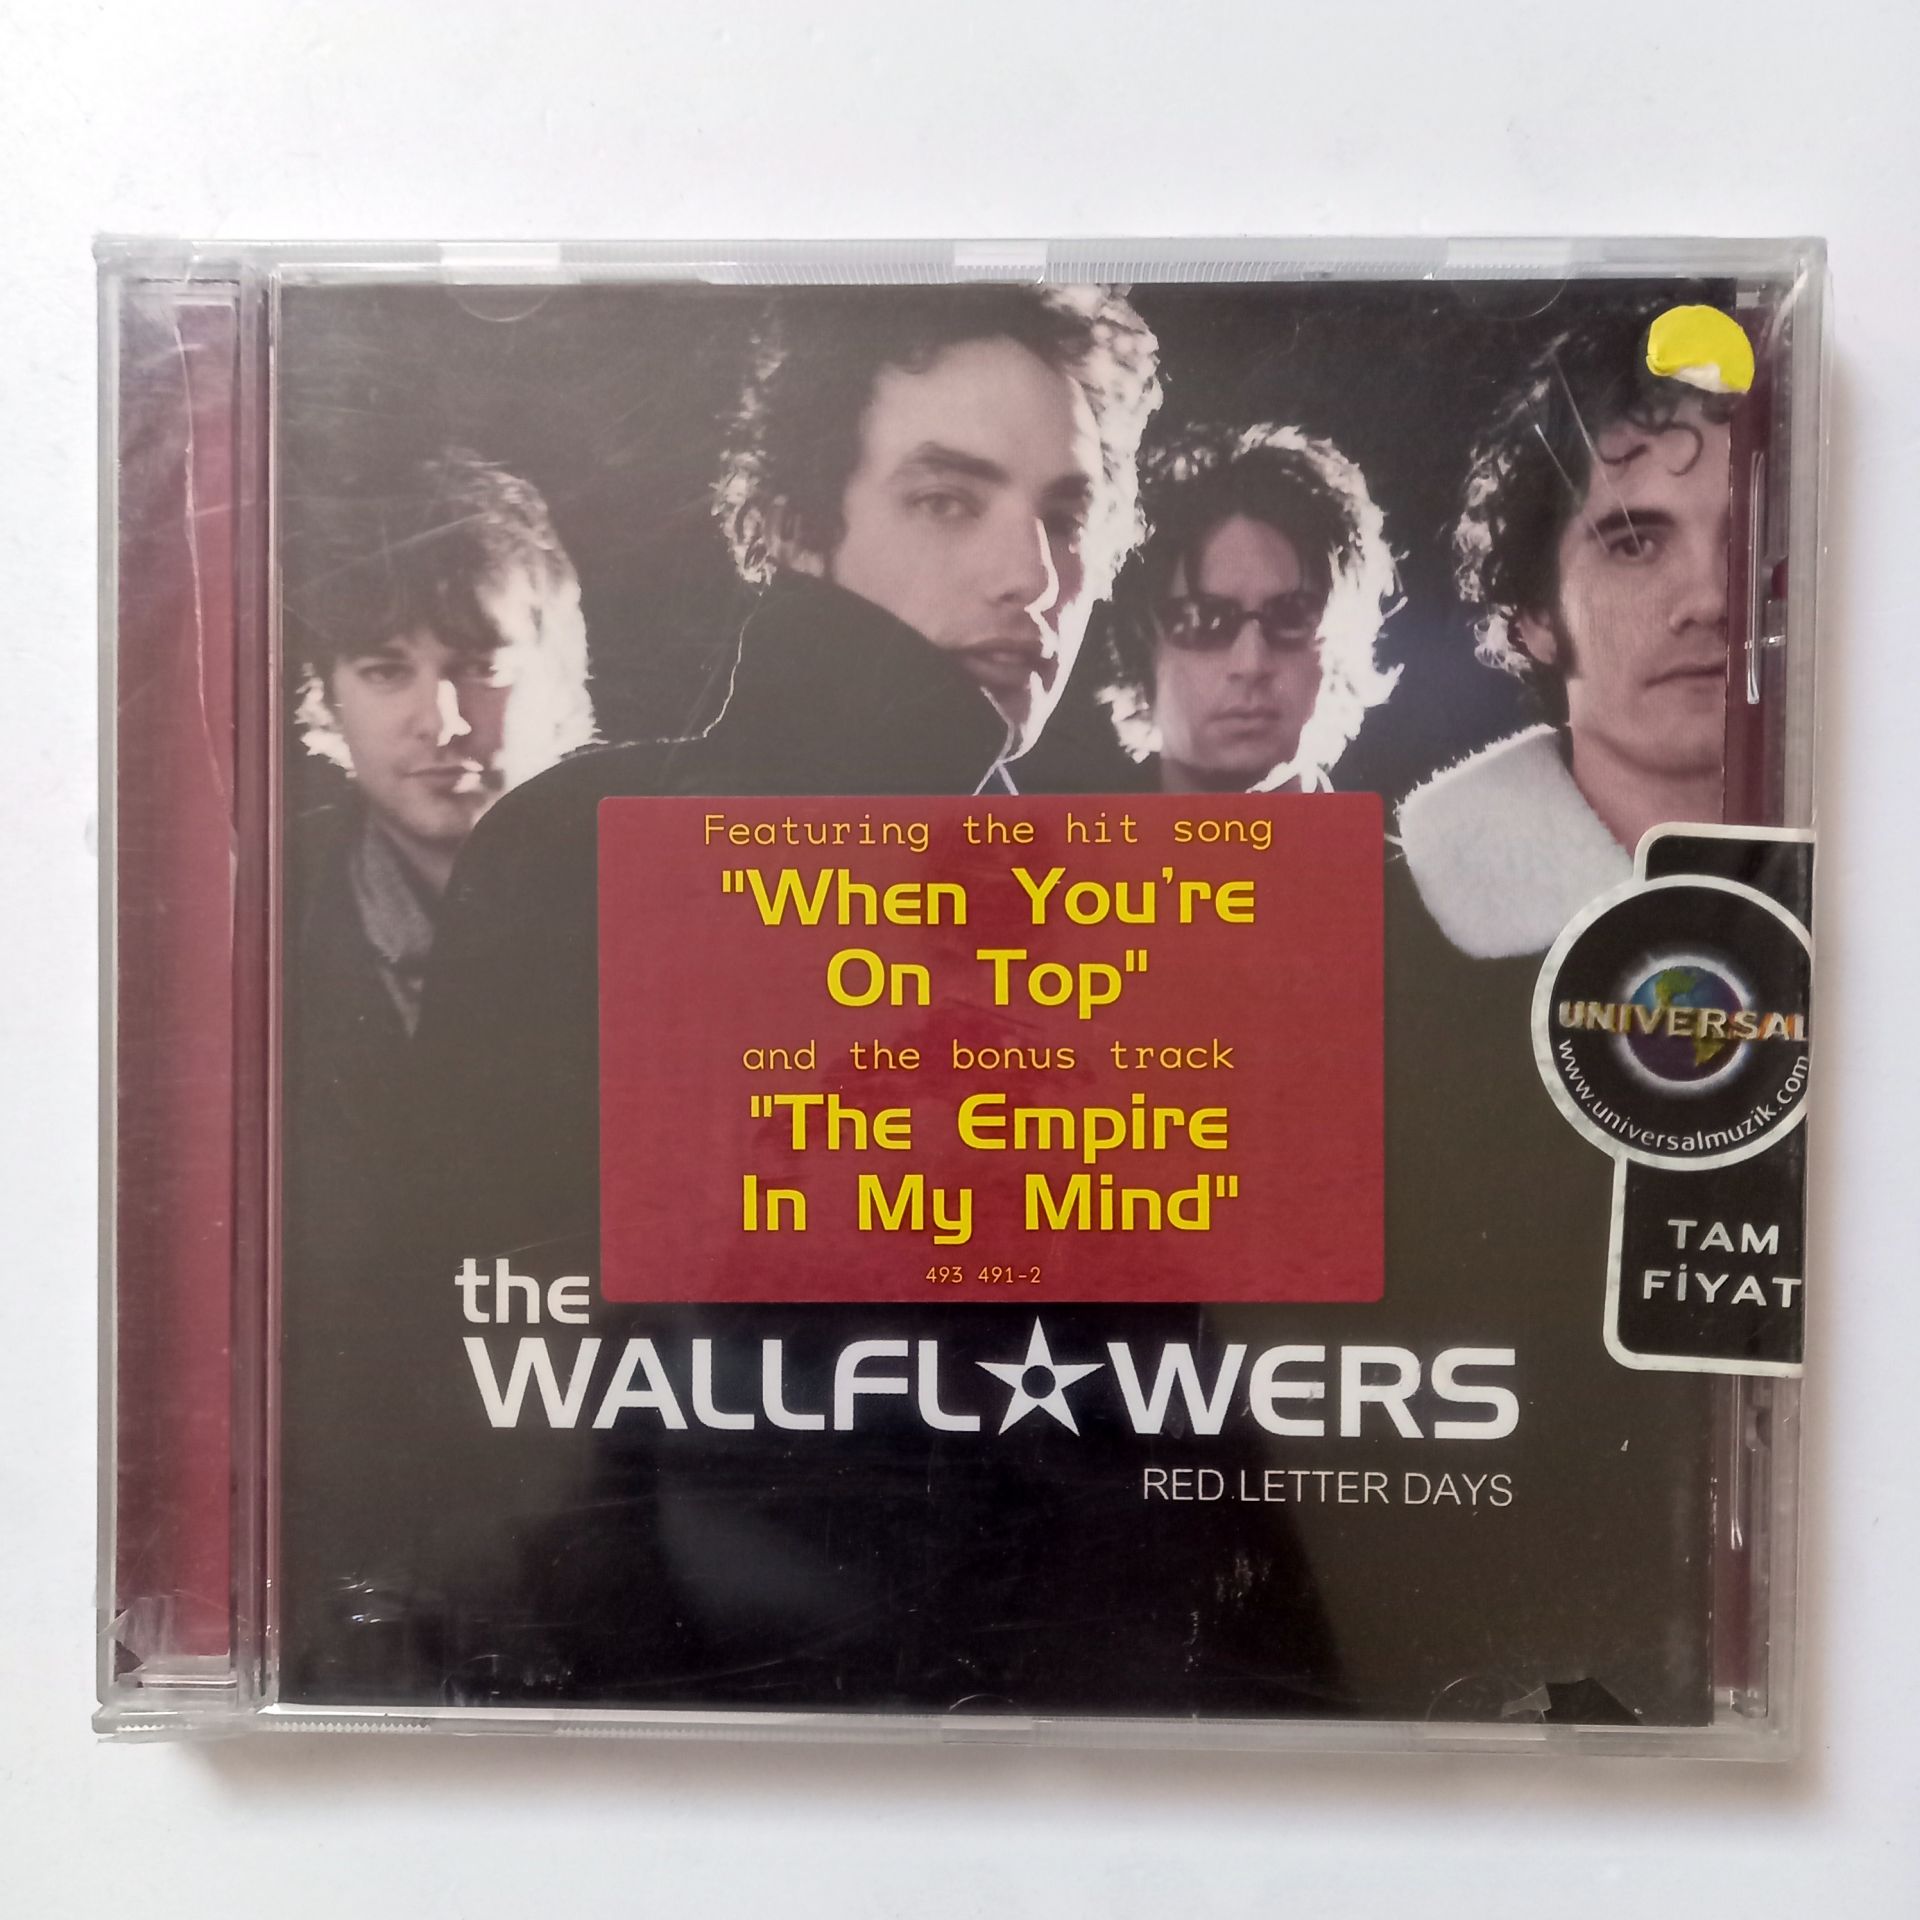 Featuring the hit song
"When You're
On Top"
and the bonus track
"The Empire
In My Mind"
493 491-2
the
WALLFLOWERS
RED LETTER DAYS
UNIVERSAL
www.universalmuzik.com
TAM
FİYAT